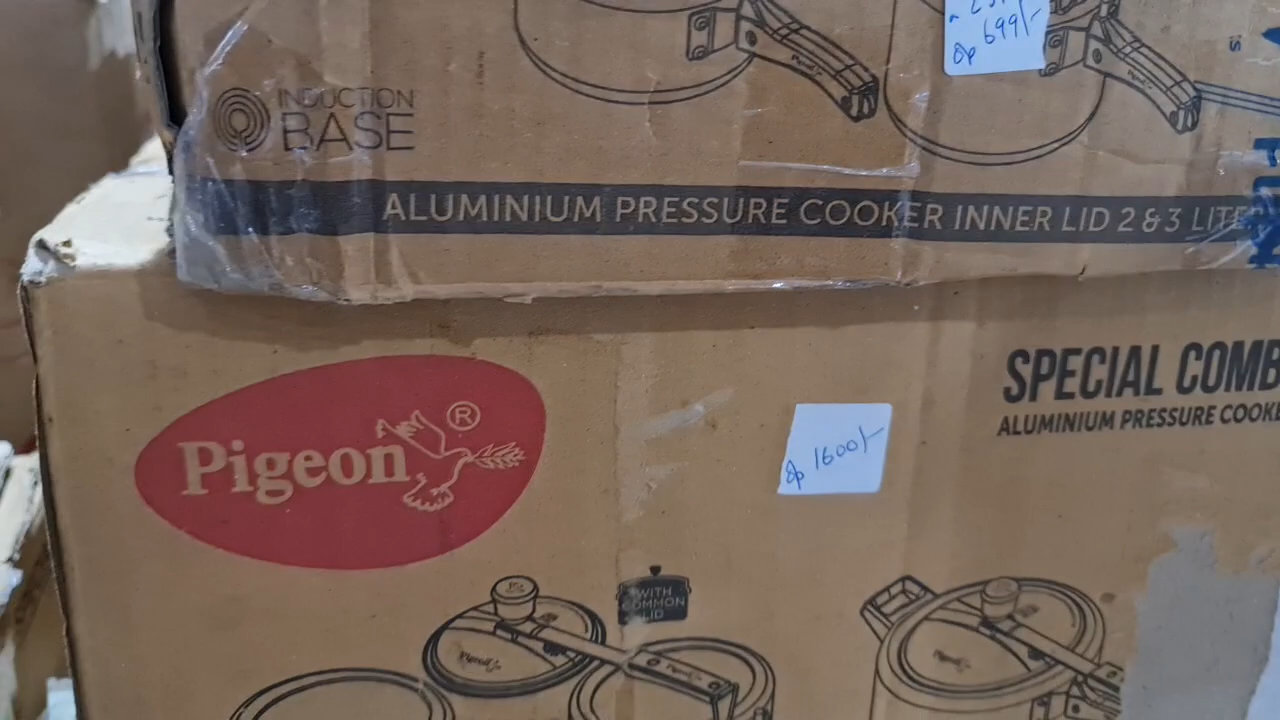 699/-
INDUCTION
BASE
ALUMINIUM PRESSURE COOKER INNER LID 2 & 3 LITE
Pigeon ®
SPECIAL COMB
ALUMINIUM PRESSURE COOKE
1600/-
WITH
COMMON
LID